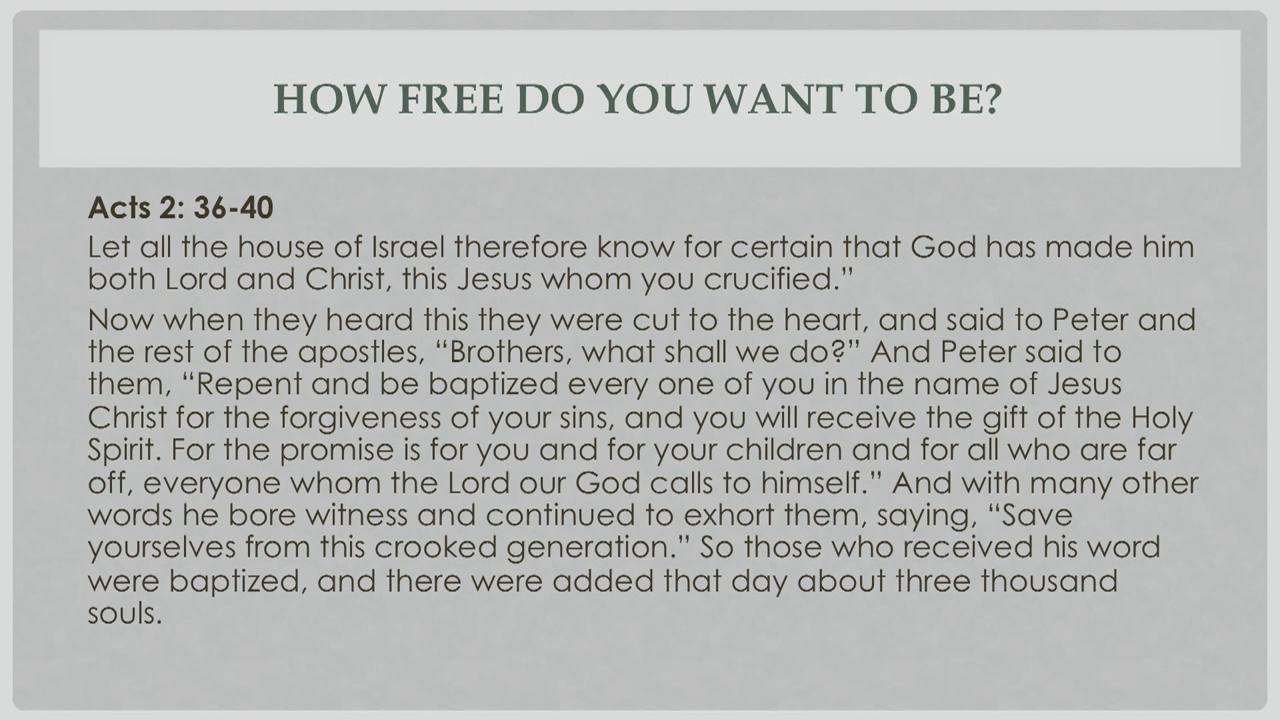 HOW FREE DO YOU WANT TO BE?
Acts 2: 36-40
Let all the house of Israel therefore know for certain that God has made him
both Lord and Christ, this Jesus whom you crucified.”
Now when they heard this they were cut to the heart, and said to Peter and
the rest of the apostles, “Brothers, what shall we do?” And Peter said to
them, “Repent and be baptized every one of you in the name of Jesus
Christ for the forgiveness of your sins, and you will receive the gift of the Holy
Spirit. For the promise is for you and for your children and for all who are far
off, everyone whom the Lord our God calls to himself.” And with many other
words he bore witness and continued to exhort them, saying, “Save
yourselves from this crooked generation.” So those who received his word
were baptized, and there were added that day about three thousand
souls.